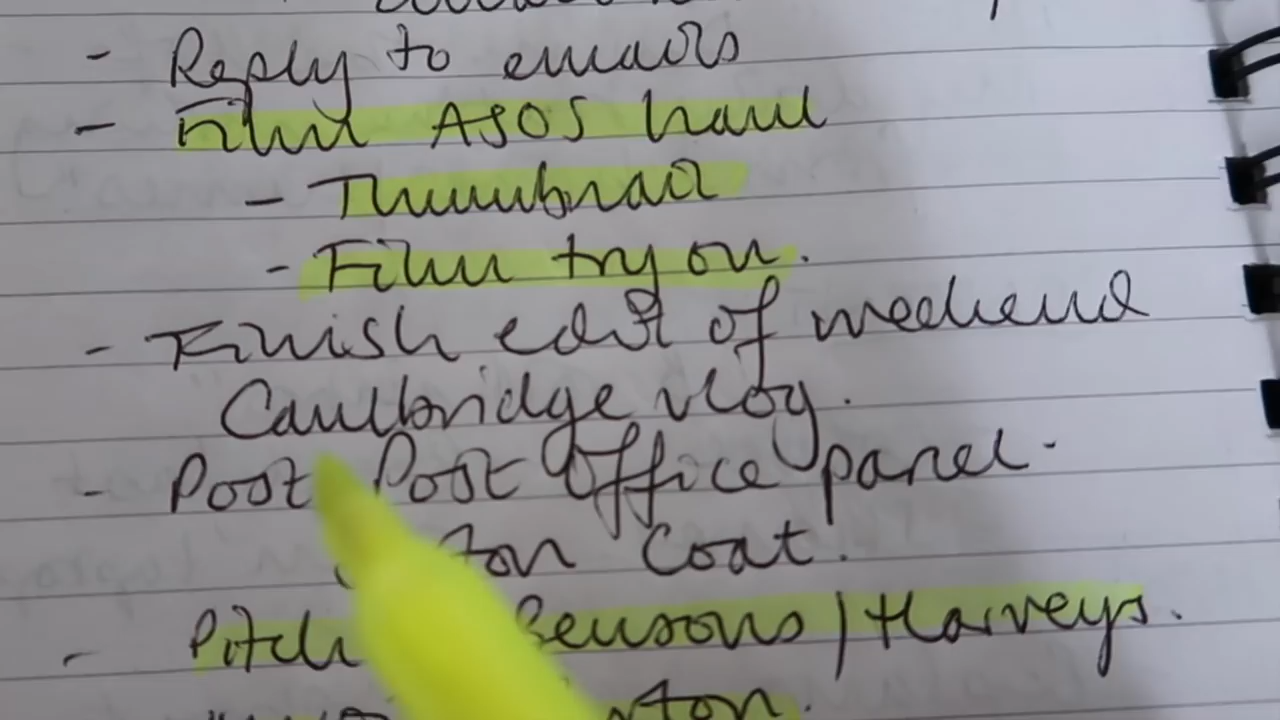 - Reply to emails
- Film ASOS haul
- Thumbnail
- Film try on.
- Finish edit of weekend
Cambridge vlog.
- Post Post Office panel.
coat.
- Pitch Bensons / Harveys.